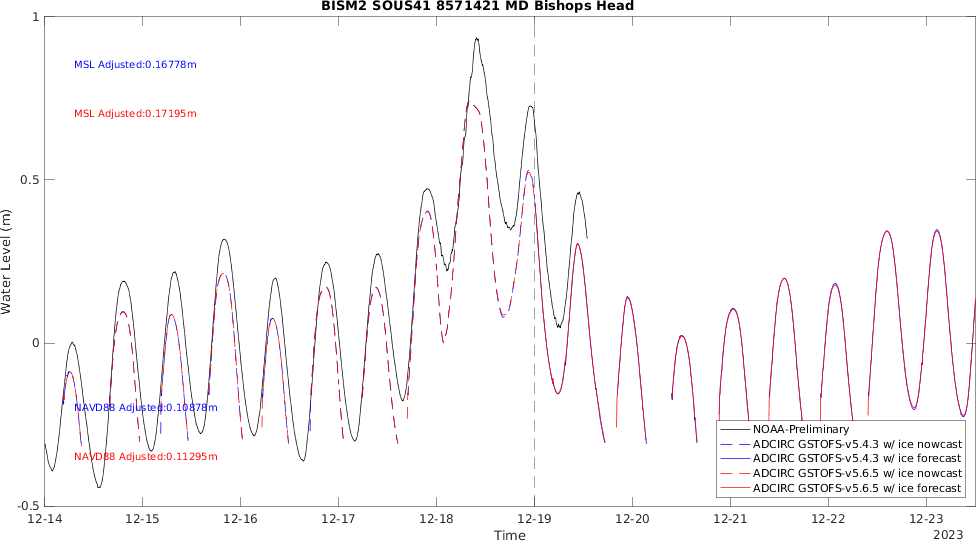 BISM2 SOUS41 8571421 MD Bishops Head
1
MSL Adjusted:0.16778m
MSL Adjusted:0.17195m
0.5
Water Level (m)
0
NAVD88 Adjusted:0.10878m
NAVD88 Adjusted:0.11295m
NOAA-Preliminary
ADCIRC GSTOFS-v5.4.3 w/ ice nowcast
ADCIRC GSTOFS-v5.4.3 w/ ice forecast
ADCIRC GSTOFS-v5.6.5 w/ ice nowcast
ADCIRC GSTOFS-v5.6.5 w/ ice forecast
-0.5
12-14 12-15 12-16 12-17 12-18 12-19 12-20 12-21 12-22 12-23
Time
2023